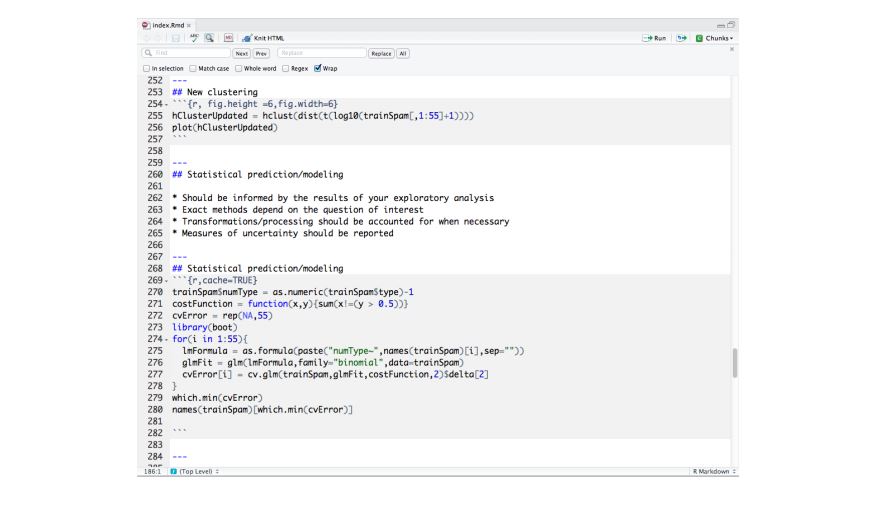 index.Rmd ×
ABC MD Knit HTML Run Chunks
Find Next Prev Replace Replace All
In selection Match case Whole word Regex Wrap
252 ---
253 ## New clustering
254 ```{r, fig.height =6,fig.width=6}
255 hClusterUpdated = hclust(dist(t(log10(trainSpam[,1:55]+1))))
256 plot(hClusterUpdated)
257 ```
258
259 ---
260 ## Statistical prediction/modeling
261
262 * Should be informed by the results of your exploratory analysis
263 * Exact methods depend on the question of interest
264 * Transformations/processing should be accounted for when necessary
265 * Measures of uncertainty should be reported
266
267 ---
268 ## Statistical prediction/modeling
269 ```{r,cache=TRUE}
270 trainSpam$numType = as.numeric(trainSpam$type)-1
271 costFunction = function(x,y){sum(x!=(y > 0.5))}
272 cvError = rep(NA,55)
273 library(boot)
274 for(i in 1:55){
275   lmFormula = as.formula(paste("numType~",names(trainSpam)[i],sep=""))
276   glmFit = glm(lmFormula,family="binomial",data=trainSpam)
277   cvError[i] = cv.glm(trainSpam,glmFit,costFunction,2)$delta[2]
278 }
279 which.min(cvError)
280 names(trainSpam)[which.min(cvError)]
281
282 ```
283
284 ---
186:1 (Top Level) R Markdown